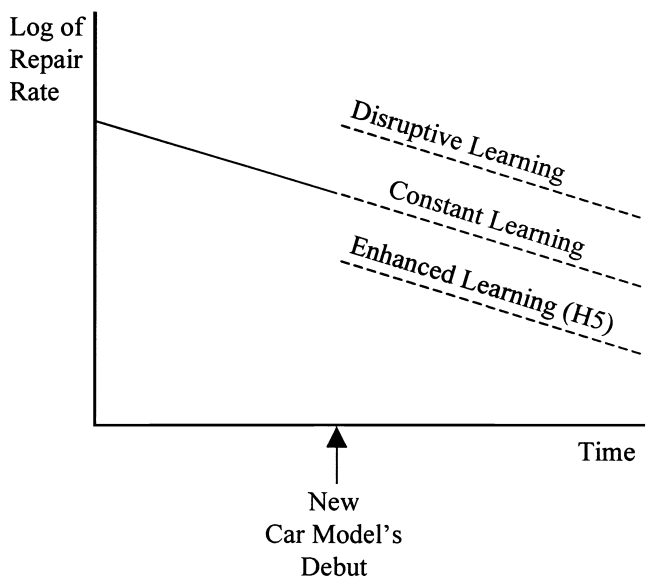 Log of
Repair
Rate
Disruptive Learning
Constant Learning
Enhanced Learning (H5)
Time
New
Car Model's
Debut